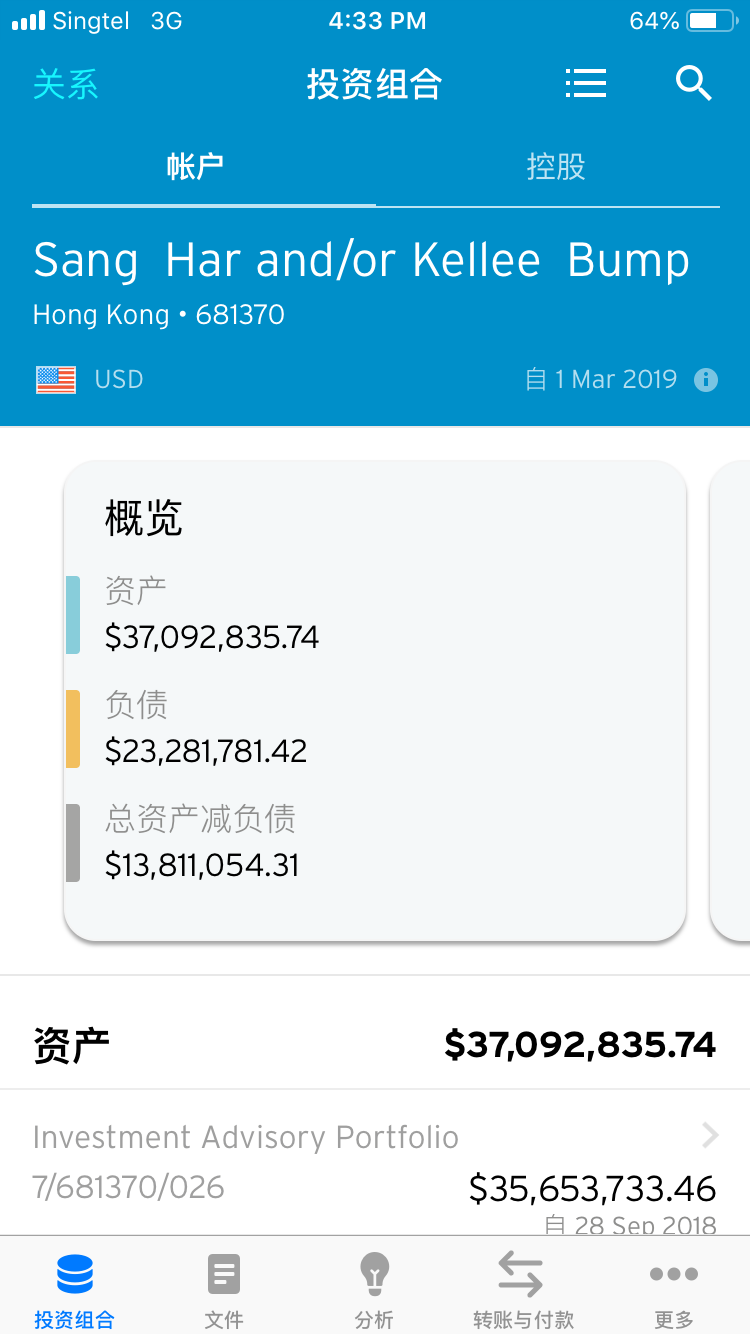 Singtel 3G 4:33 PM 64%
关系 投资组合
帐户 控股
Sang Har and/or Kellee Bump
Hong Kong • 681370
USD 自 1 Mar 2019
概览
资产
$37,092,835.74
负债
$23,281,781.42
总资产减负债
$13,811,054.31
资产 $37,092,835.74
Investment Advisory Portfolio
7/681370/026 $35,653,733.46
自 28 Sep 2018
投资组合 文件 分析 转账与付款 更多